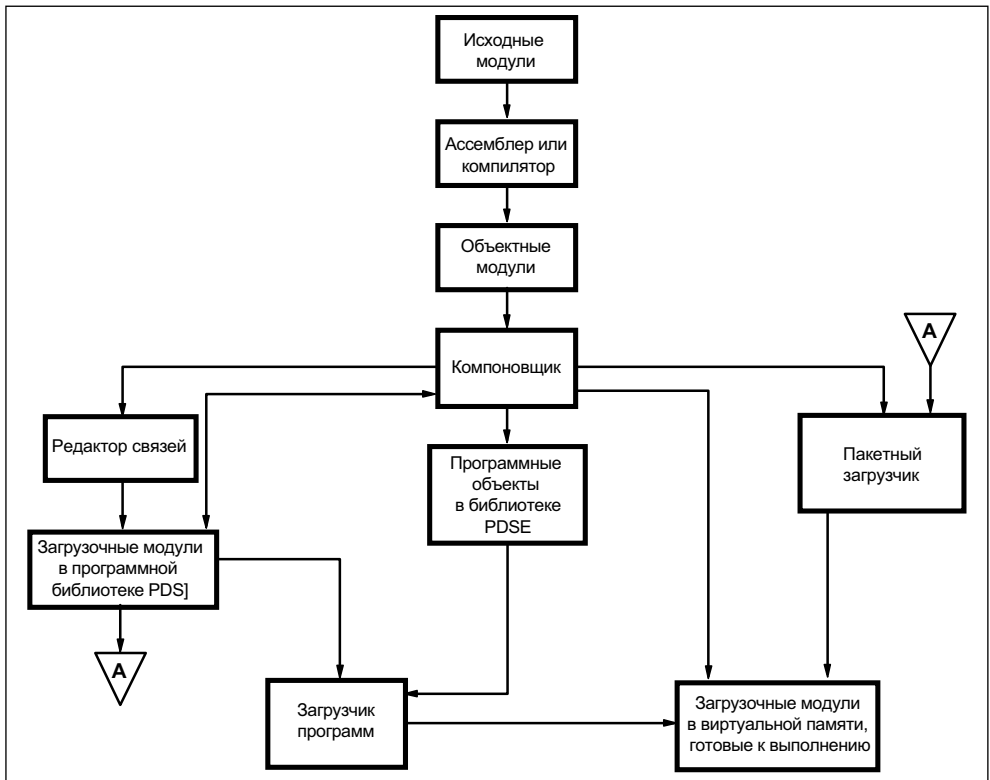 Исходные
модули
Ассемблер или
компилятор
Объектные
модули
A
Компоновщик
Редактор связей
Программные
объекты
в библиотеке
PDSE
Пакетный
загрузчик
Загрузочные модули
в программной
библиотеке PDS]
A
Загрузчик
программ
Загрузочные модули
в виртуальной памяти,
готовые к выполнению